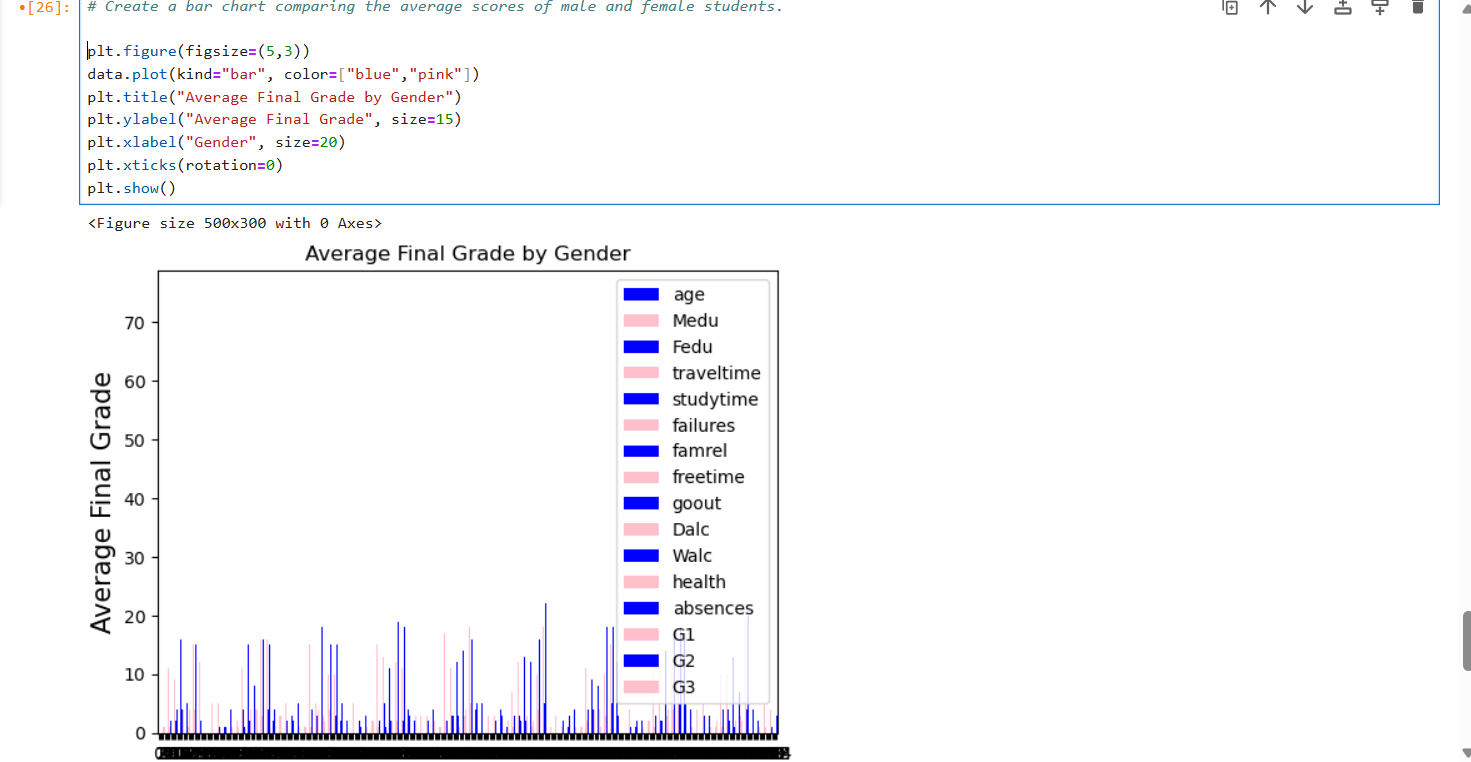 •[26]:
# Create a bar chart comparing the average scores of male and female students.
plt.figure(figsize=(5,3))
data.plot(kind="bar", color=["blue","pink"])
plt.title("Average Final Grade by Gender")
plt.ylabel("Average Final Grade", size=15)
plt.xlabel("Gender", size=20)
plt.xticks(rotation=0)
plt.show()
<Figure size 500x300 with 0 Axes>
Average Final Grade by Gender
Average Final Grade
70
60
50
40
30
20
10
0
age
Medu
Fedu
traveltime
studytime
failures
famrel
freetime
goout
Dalc
Walc
health
absences
G1
G2
G3